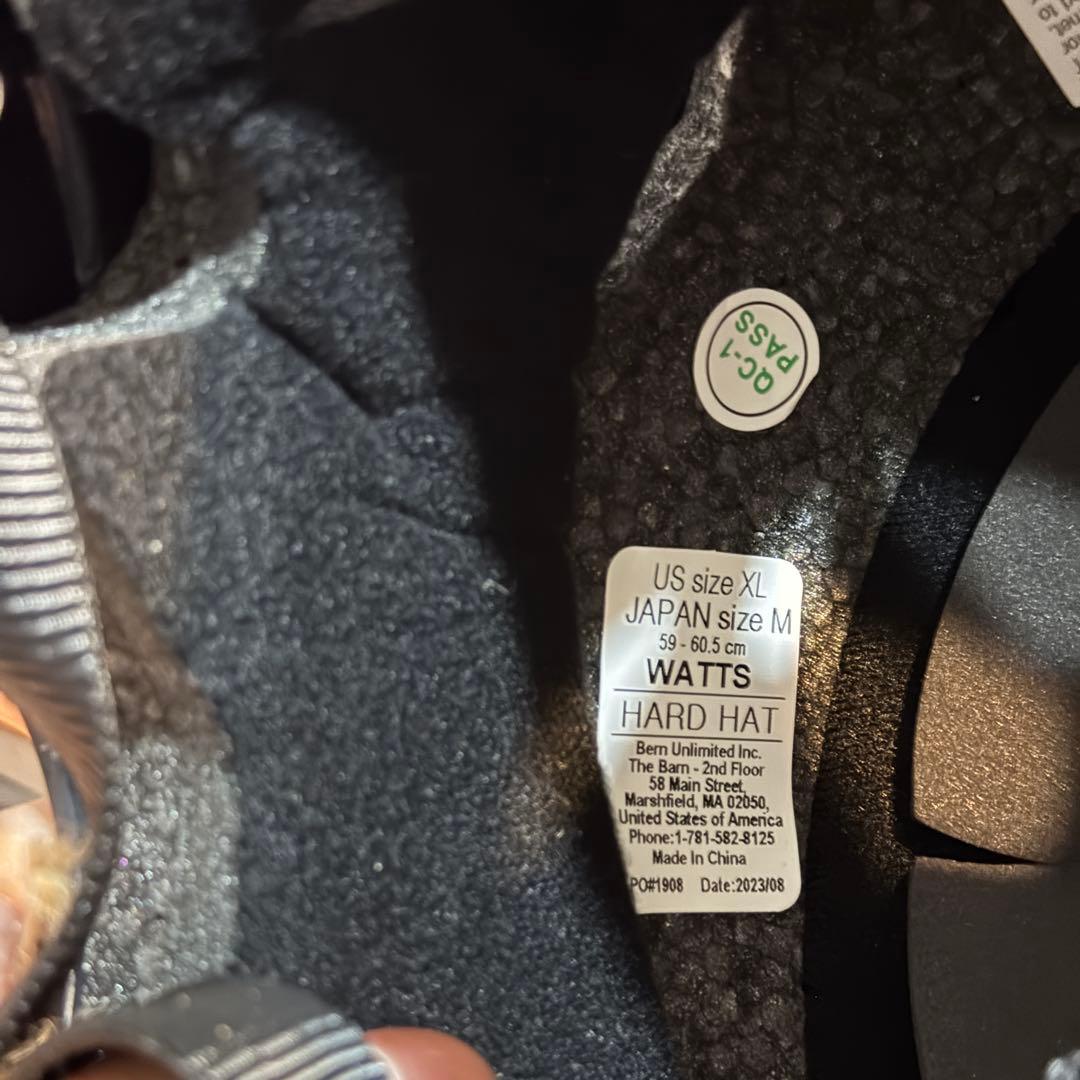 QC-1
PASS
US size XL
JAPAN size M
59 - 60.5 cm
WATTS
HARD HAT
Bern Unlimited Inc.
The Barn - 2nd Floor
58 Main Street,
Marshfield, MA 02050,
United States of America
Phone:1-781-582-8125
Made In China
PO#1908 Date:2023/08